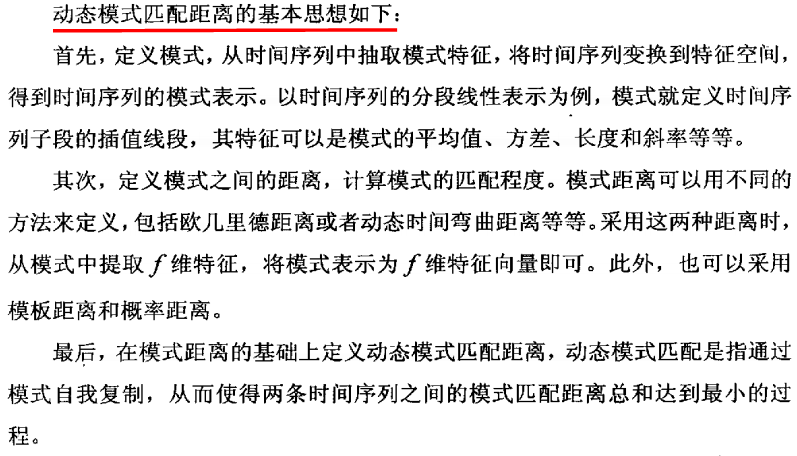 动态模式匹配距离的基本思想如下：
首先，定义模式，从时间序列中抽取模式特征，将时间序列变换到特征空间，
得到时间序列的模式表示。以时间序列的分段线性表示为例，模式就定义时间序
列子段的插值线段，其特征可以是模式的平均值、方差、长度和斜率等等。
其次，定义模式之间的距离，计算模式的匹配程度。模式距离可以用不同的
方法来定义，包括欧几里德距离或者动态时间弯曲距离等等。采用这两种距离时，
从模式中提取 f 维特征，将模式表示为 f 维特征向量即可。此外，也可以采用
模板距离和概率距离。
最后，在模式距离的基础上定义动态模式匹配距离，动态模式匹配是指通过
模式自我复制，从而使得两条时间序列之间的模式匹配距离总和达到最小的过
程。